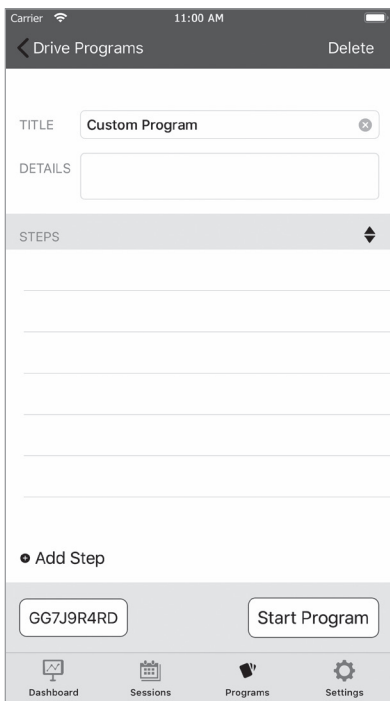 Carrier 11:00 AM
Drive Programs Delete
TITLE Custom Program
DETAILS
STEPS
Add Step
GG7J9R4RD Start Program
Dashboard Sessions Programs Settings